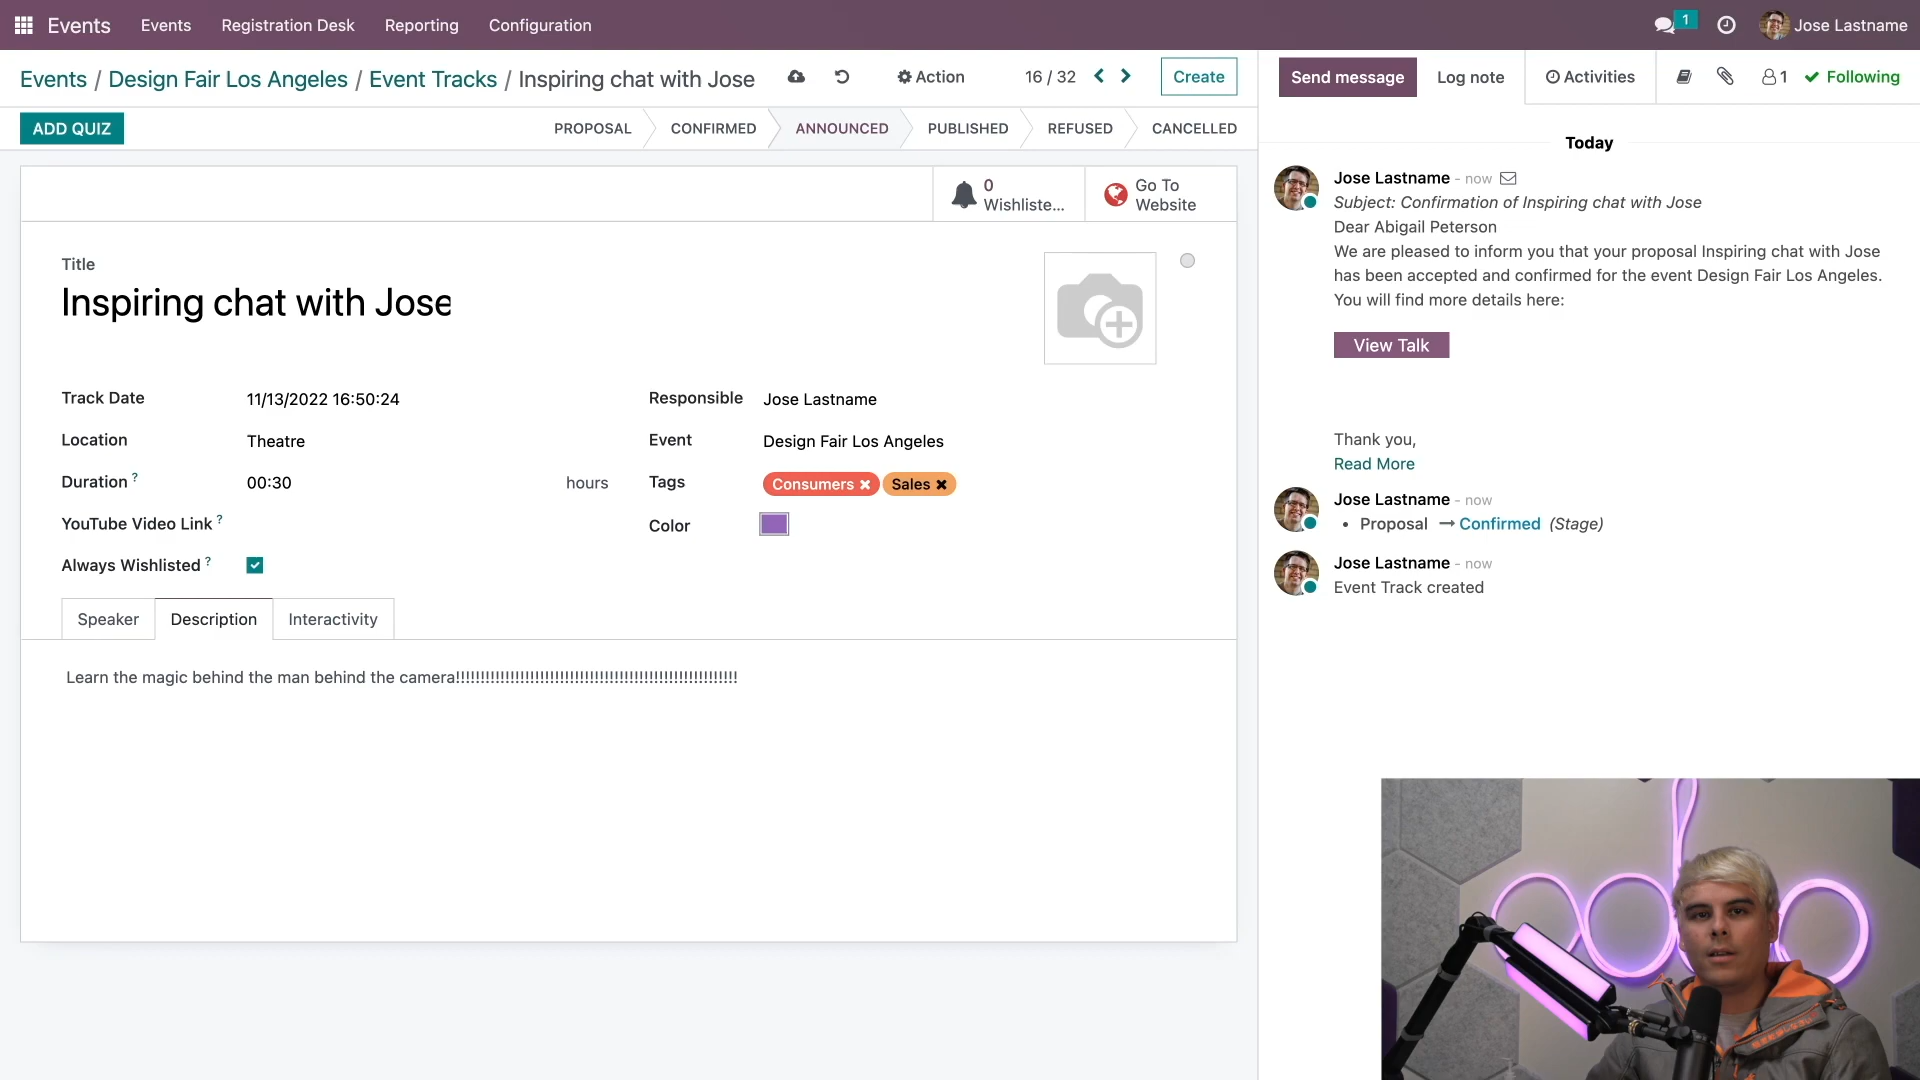 Events
Events
Registration Desk
Reporting
Configuration
1
Jose Lastname
Events / Design Fair Los Angeles / Event Tracks / Inspiring chat with Jose
Action
16 / 32
Create
Send message
Log note
Activities
1
Following
ADD QUIZ
PROPOSAL
CONFIRMED
ANNOUNCED
PUBLISHED
REFUSED
CANCELLED
0
Wishliste...
Go To
Website
Title
Inspiring chat with Jose
Track Date
11/13/2022 16:50:24
Location
Theatre
Duration ?
00:30
hours
YouTube Video Link ?
Always Wishlisted ?
Responsible
Jose Lastname
Event
Design Fair Los Angeles
Tags
Consumers ×
Sales ×
Color
Speaker
Description
Interactivity
Learn the magic behind the man behind the camera!!!!!!!!!!!!!!!!!!!!!!!!!!!!!!!!!!!!!!!!!!!!!!!!!!!!!!!!!
Today
Jose Lastname - now
Subject: Confirmation of Inspiring chat with Jose
Dear Abigail Peterson
We are pleased to inform you that your proposal Inspiring chat with Jose
has been accepted and confirmed for the event Design Fair Los Angeles.
You will find more details here:
View Talk
Thank you,
Read More
Jose Lastname - now
• Proposal → Confirmed (Stage)
Jose Lastname - now
Event Track created
odoo